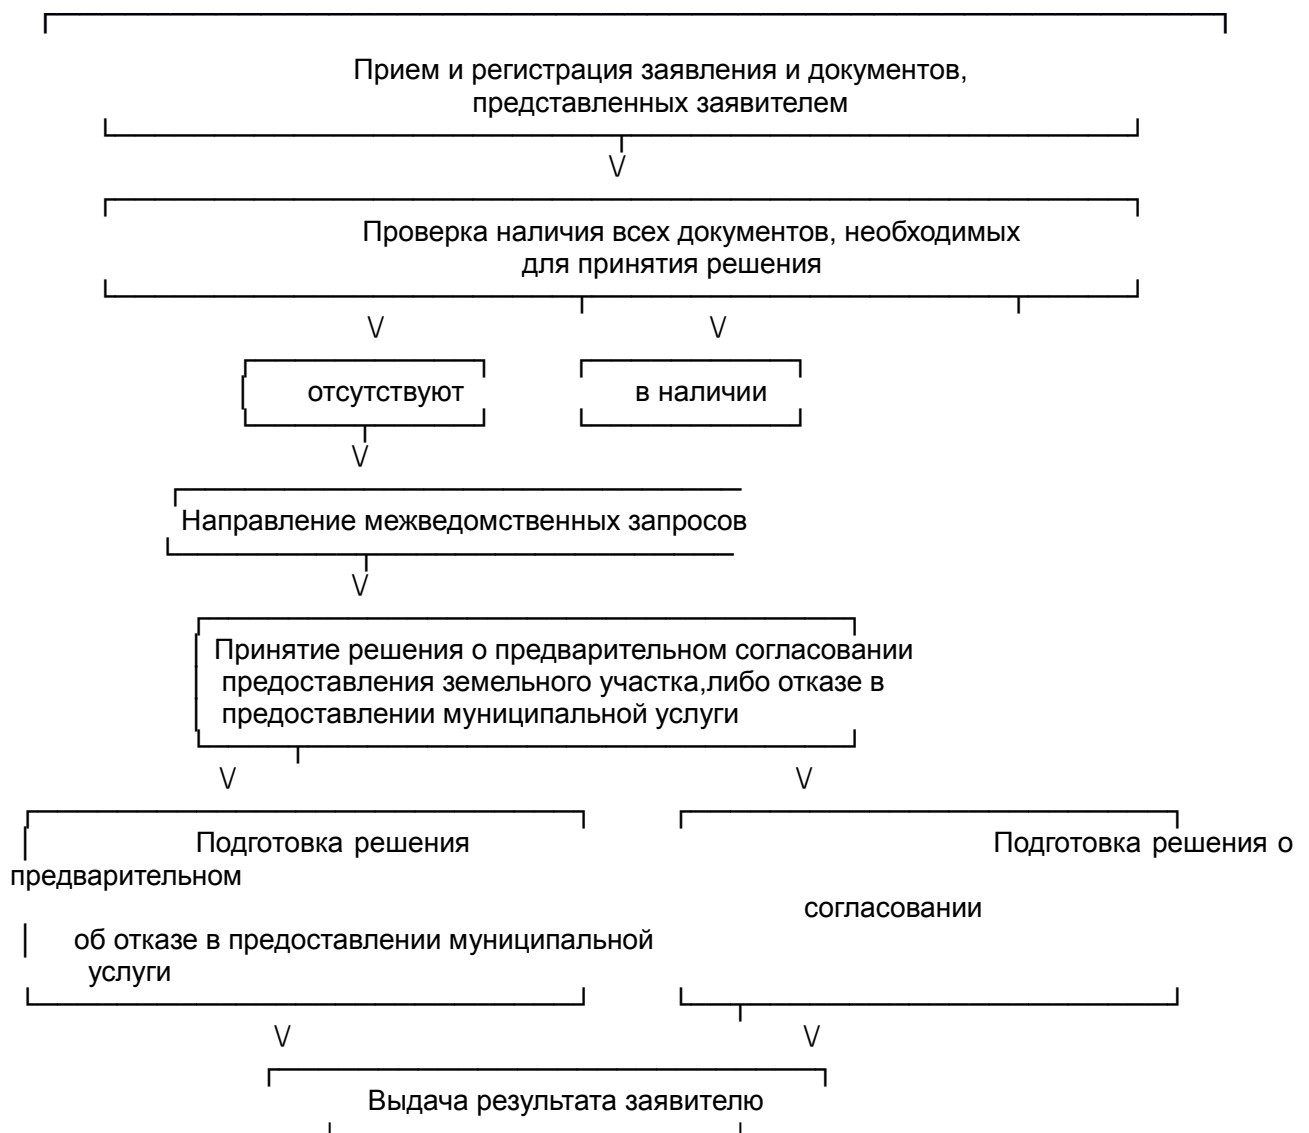 Прием и регистрация заявления и документов,
представленных заявителем
\/
Проверка наличия всех документов, необходимых
для принятия решения
\/ \/
отсутствуют в наличии
\/
Направление межведомственных запросов
\/
Принятие решения о предварительном согласовании
предоставления земельного участка,либо отказе в
предоставлении муниципальной услуги
\/ \/
Подготовка решения Подготовка решения о
предварительном
согласовании
об отказе в предоставлении муниципальной
услуги
\/ \/
Выдача результата заявителю